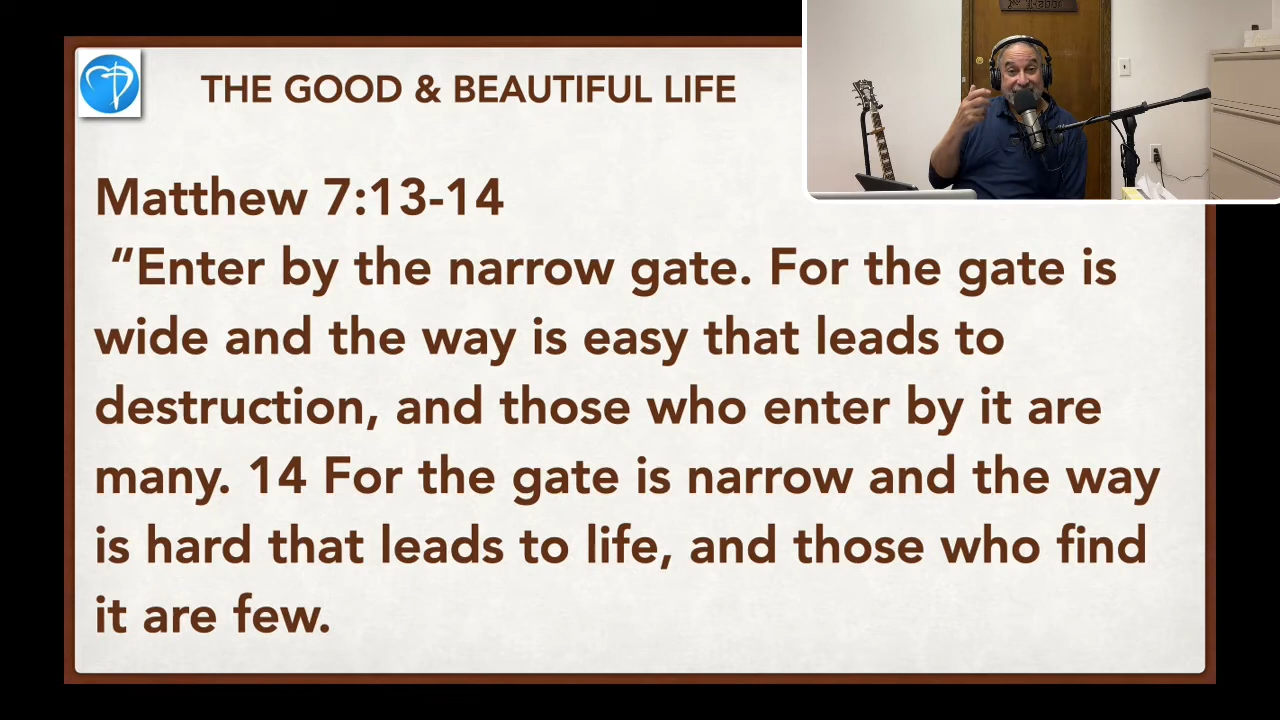 THE GOOD & BEAUTIFUL LIFE
Matthew 7:13-14
“Enter by the narrow gate. For the gate is
wide and the way is easy that leads to
destruction, and those who enter by it are
many. 14 For the gate is narrow and the way
is hard that leads to life, and those who find
it are few.